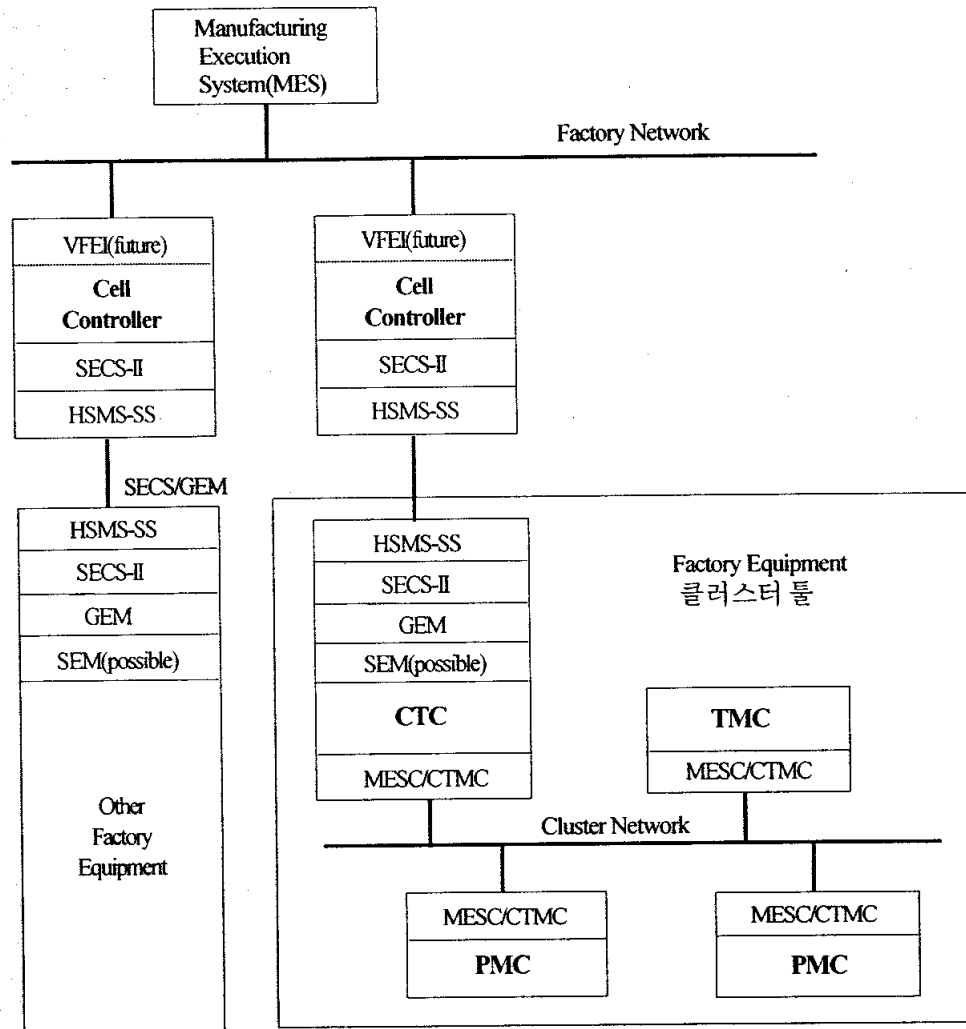 Manufacturing
Execution
System(MES)
Factory Network
VFEI(future)
Cell
Controller
SECS-II
HSMS-SS
VFEI(future)
Cell
Controller
SECS-II
HSMS-SS
SECS/GEM
HSMS-SS
SECS-II
GEM
SEM(possible)
Other
Factory
Equipment
HSMS-SS
SECS-II
GEM
SEM(possible)
CTC
MESC/CTMC
Factory Equipment
클러스터 툴
TMC
MESC/CTMC
Cluster Network
MESC/CTMC
PMC
MESC/CTMC
PMC